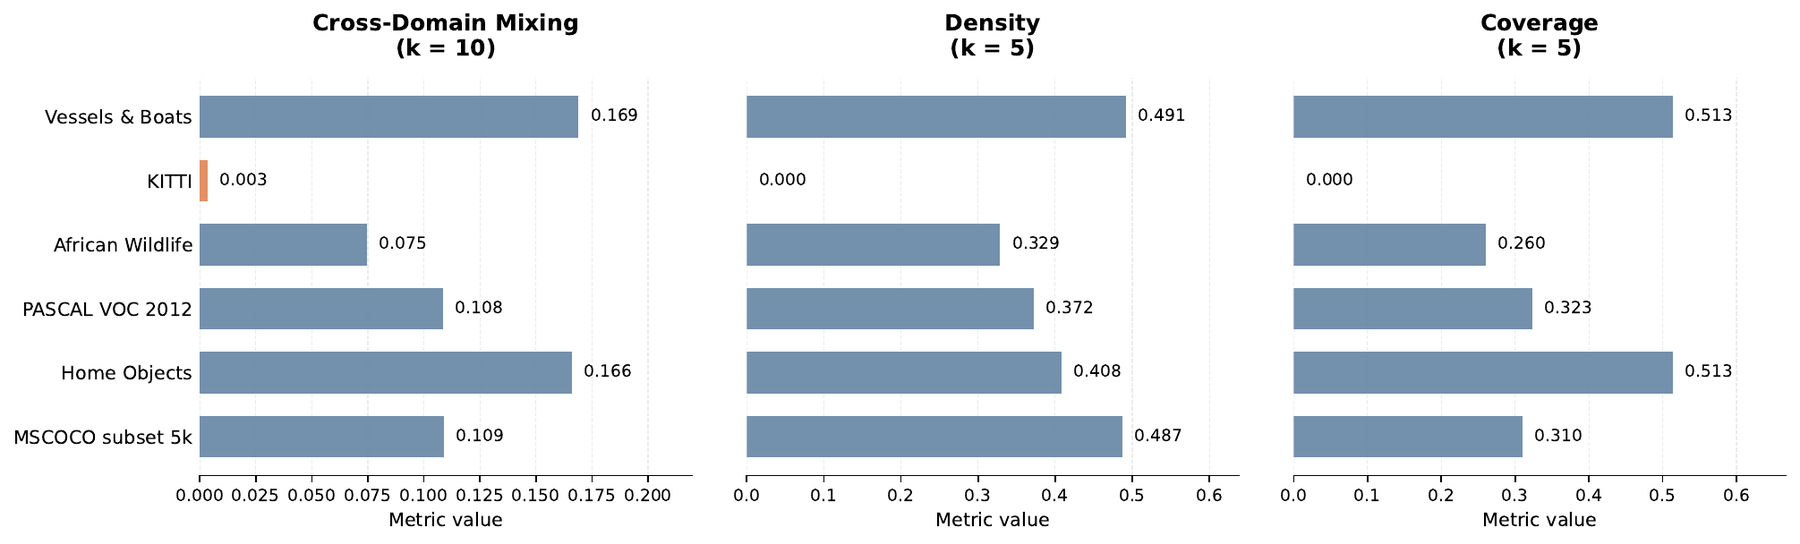 Cross-Domain Mixing
(k = 10)
Vessels & Boats
0.169
KITTI
0.003
African Wildlife
0.075
PASCAL VOC 2012
0.108
Home Objects
0.166
MSCOCO subset 5k
0.109
0.000 0.025 0.050 0.075 0.100 0.125 0.150 0.175 0.200
Metric value
Density
(k = 5)
0.491
0.000
0.329
0.372
0.408
0.487
0.0 0.1 0.2 0.3 0.4 0.5 0.6
Metric value
Coverage
(k = 5)
0.513
0.000
0.260
0.323
0.513
0.310
0.0 0.1 0.2 0.3 0.4 0.5 0.6
Metric value